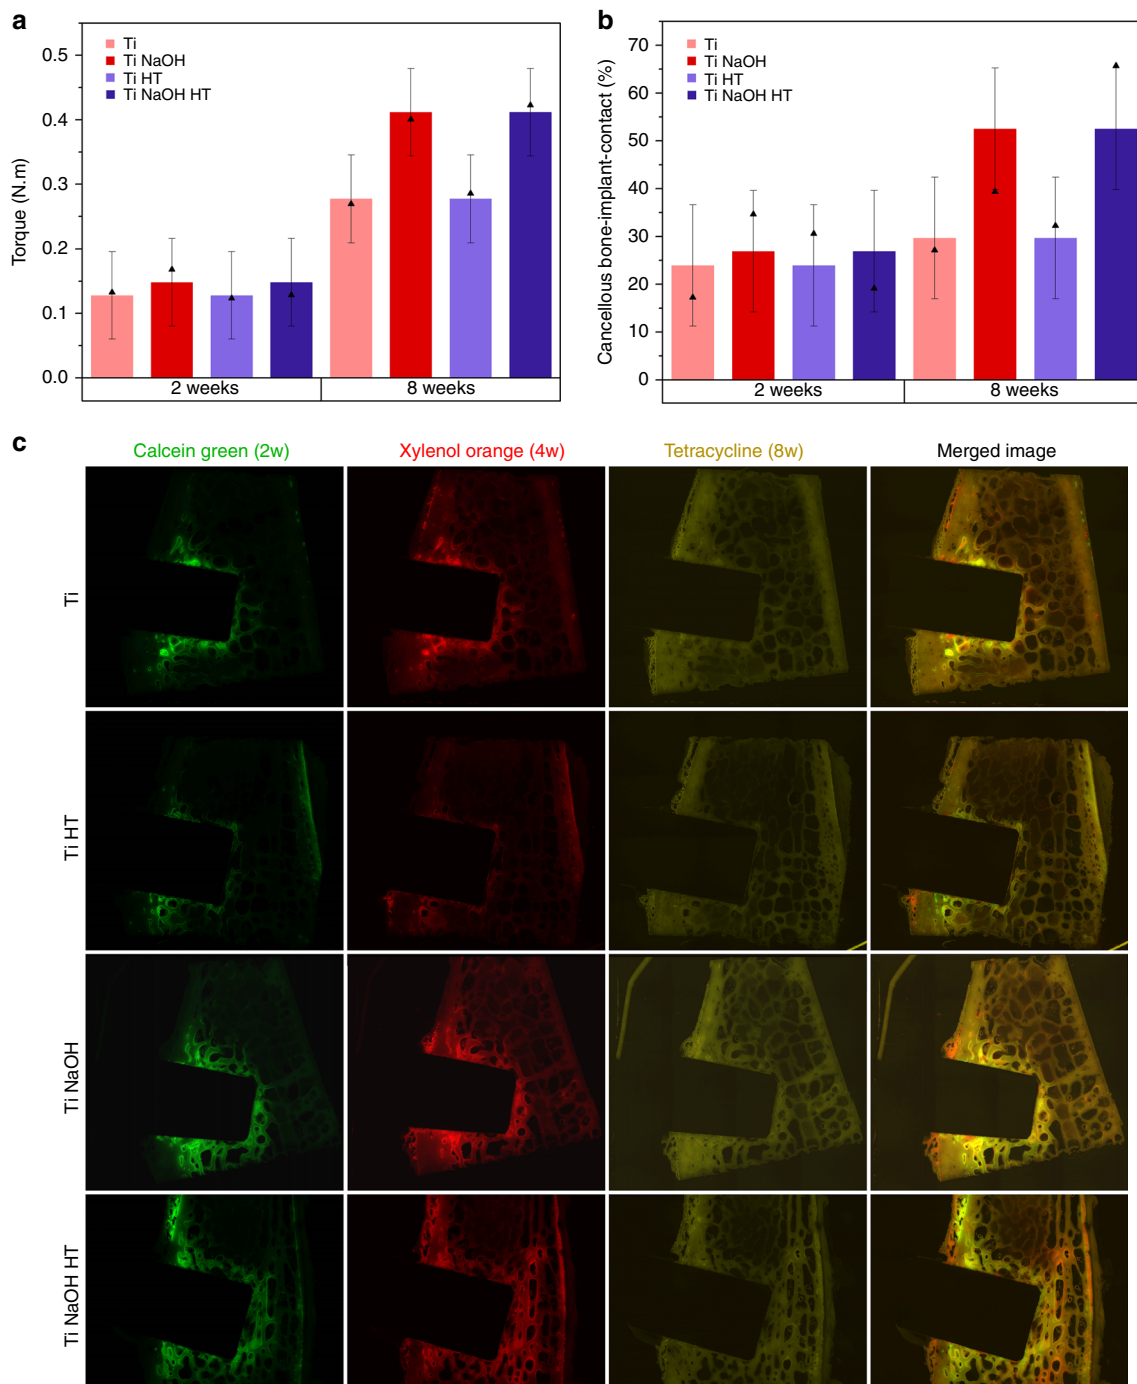 a
Ti
Ti NaOH
Ti HT
Ti NaOH HT
0.5
0.4
0.3
0.2
0.1
0.0
Torque (N.m)
2 weeks
8 weeks
b
Ti
Ti NaOH
Ti HT
Ti NaOH HT
70
60
50
40
30
20
10
0
Cancellous bone-implant-contact (%)
2 weeks
8 weeks
c
Calcein green (2w)
Xylenol orange (4w)
Tetracycline (8w)
Merged image
Ti
Ti HT
Ti NaOH
Ti NaOH HT